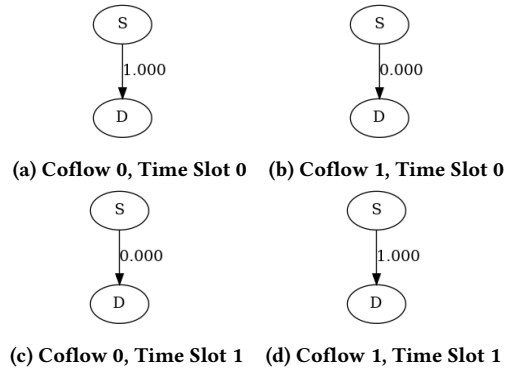 S S
1.000 0.000
D D
(a) Coflow 0, Time Slot 0 (b) Coflow 1, Time Slot 0
S S
0.000 1.000
D D
(c) Coflow 0, Time Slot 1 (d) Coflow 1, Time Slot 1